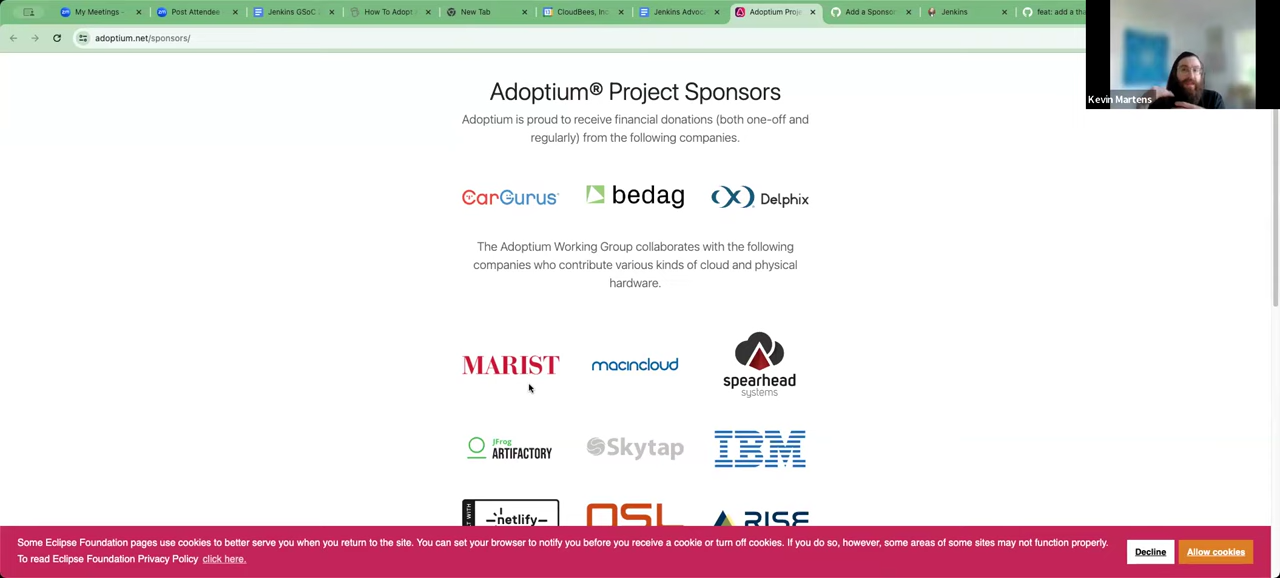 My Meetings -
Post Attendee
Jenkins GSoC
How To Adopt
New Tab
CloudBees, Inc
Jenkins Advoc
Adoptium Proj
Add a Sponsor
Jenkins
feat: add a tha
adoptium.net/sponsors/
Kevin Martens
Adoptium® Project Sponsors
Adoptium is proud to receive financial donations (both one-off and
regularly) from the following companies.
CarGurus
bedag
Delphix
The Adoptium Working Group collaborates with the following
companies who contribute various kinds of cloud and physical
hardware.
MARIST
macincloud
spearhead
systems
JFrog
ARTIFACTORY
Skytap
IBM
WITH
netlify
OSL
RISE
Some Eclipse Foundation pages use cookies to better serve you when you return to the site. You can set your browser to notify you before you receive a cookie or turn off cookies. If you do so, however, some areas of some sites may not function properly.
To read Eclipse Foundation Privacy Policy click here.
Decline
Allow cookies